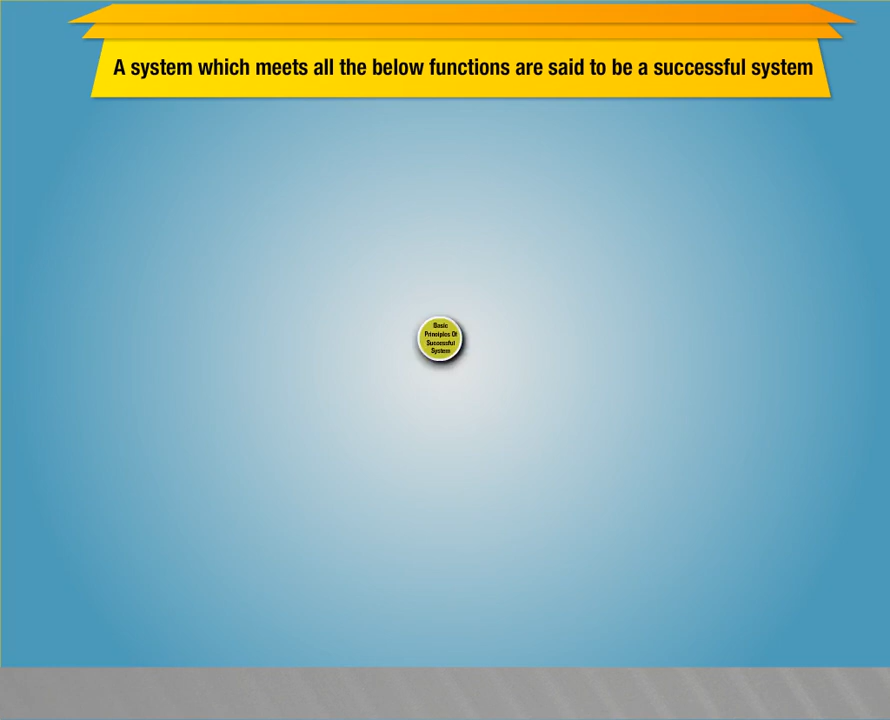 A system which meets all the below functions are said to be a successful system
Basic
Principles Of
Successful
System